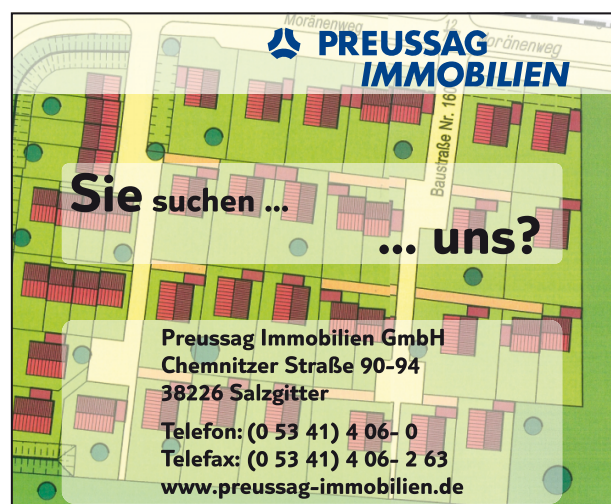 Moränenweg
12
Moränenweg
PREUSSAG
IMMOBILIEN
Baustraße Nr. 160
Sie suchen ...
... uns?
Preussag Immobilien GmbH
Chemnitzer Straße 90-94
38226 Salzgitter
Telefon: (0 53 41) 4 06- 0
Telefax: (0 53 41) 4 06- 2 63
www.preussag-immobilien.de